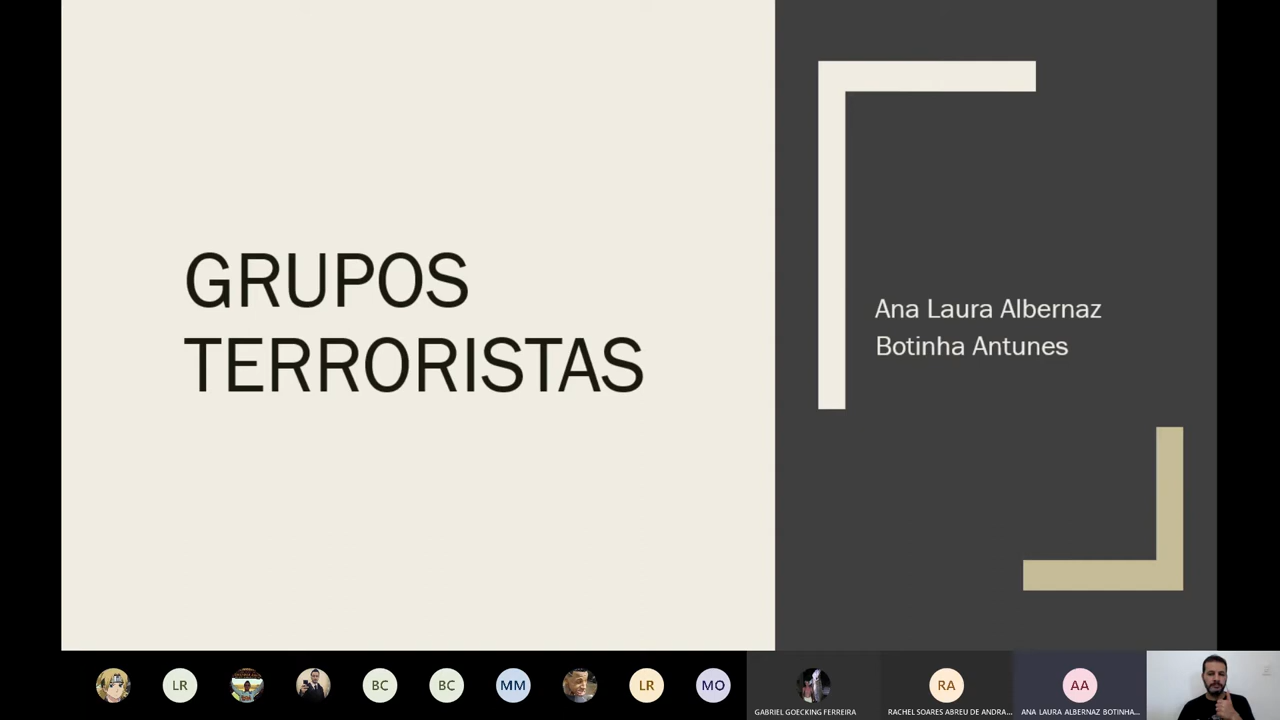 GRUPOS
TERRORISTAS
Ana Laura Albernaz
Botinha Antunes
LR
BC
BC
MM
LR
MO
GABRIEL GOECKING FERREIRA
RA
RACHEL SOARES ABREU DE ANDRA...
AA
ANA LAURA ALBERNAZ BOTINHA...